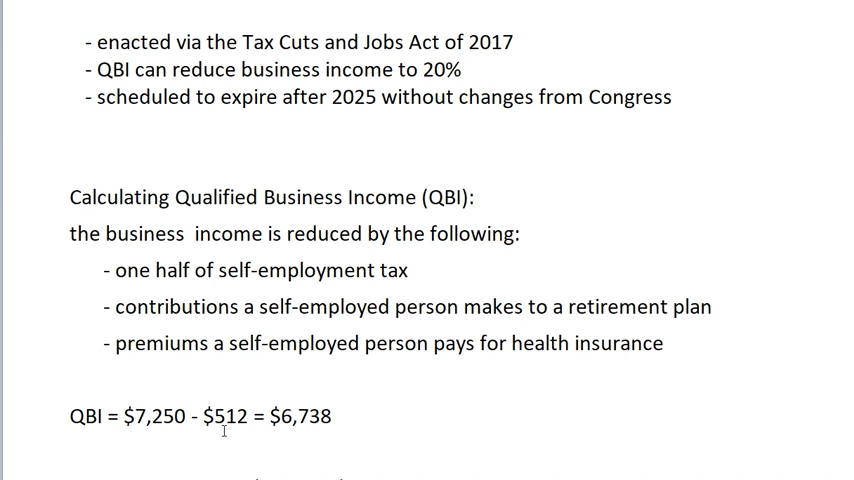 - enacted via the Tax Cuts and Jobs Act of 2017
- QBI can reduce business income to 20%
- scheduled to expire after 2025 without changes from Congress
Calculating Qualified Business Income (QBI):
the business  income is reduced by the following:
- one half of self-employment tax
- contributions a self-employed person makes to a retirement plan
- premiums a self-employed person pays for health insurance
QBI = $7,250 - $512 = $6,738